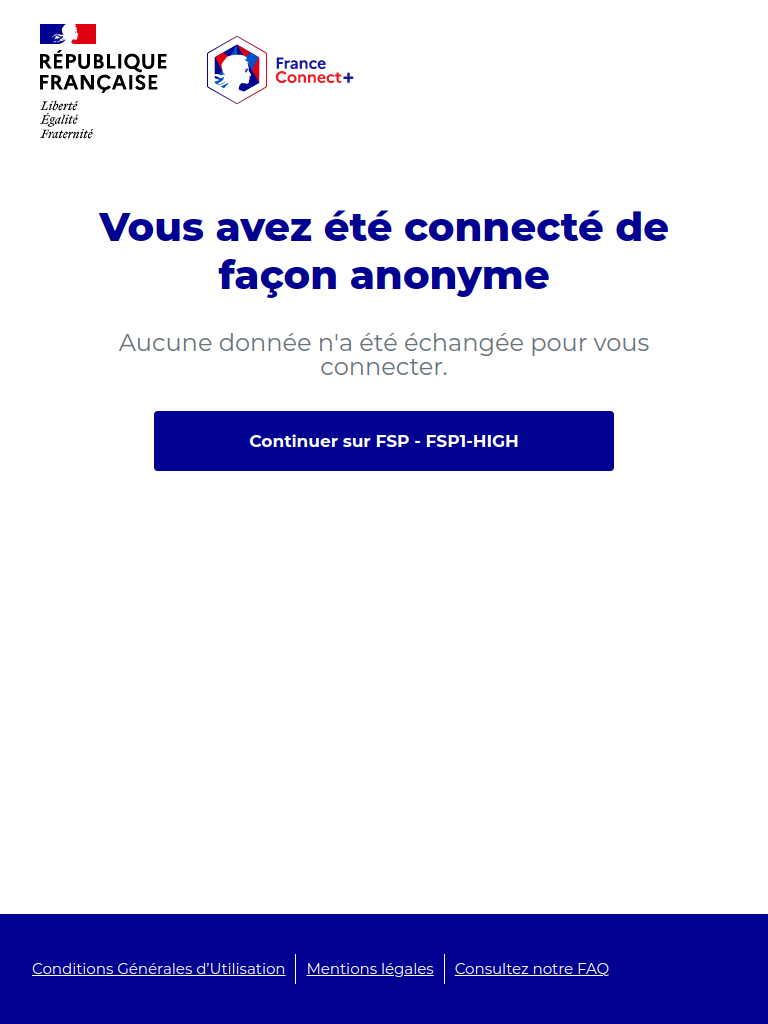 RÉPUBLIQUE
FRANÇAISE
Liberté
Égalité
Fraternité
France
Connect+
Vous avez été connecté de
façon anonyme
Aucune donnée n'a été échangée pour vous
connecter.
Continuer sur FSP - FSP1-HIGH
Conditions Générales d’Utilisation
Mentions légales
Consultez notre FAQ